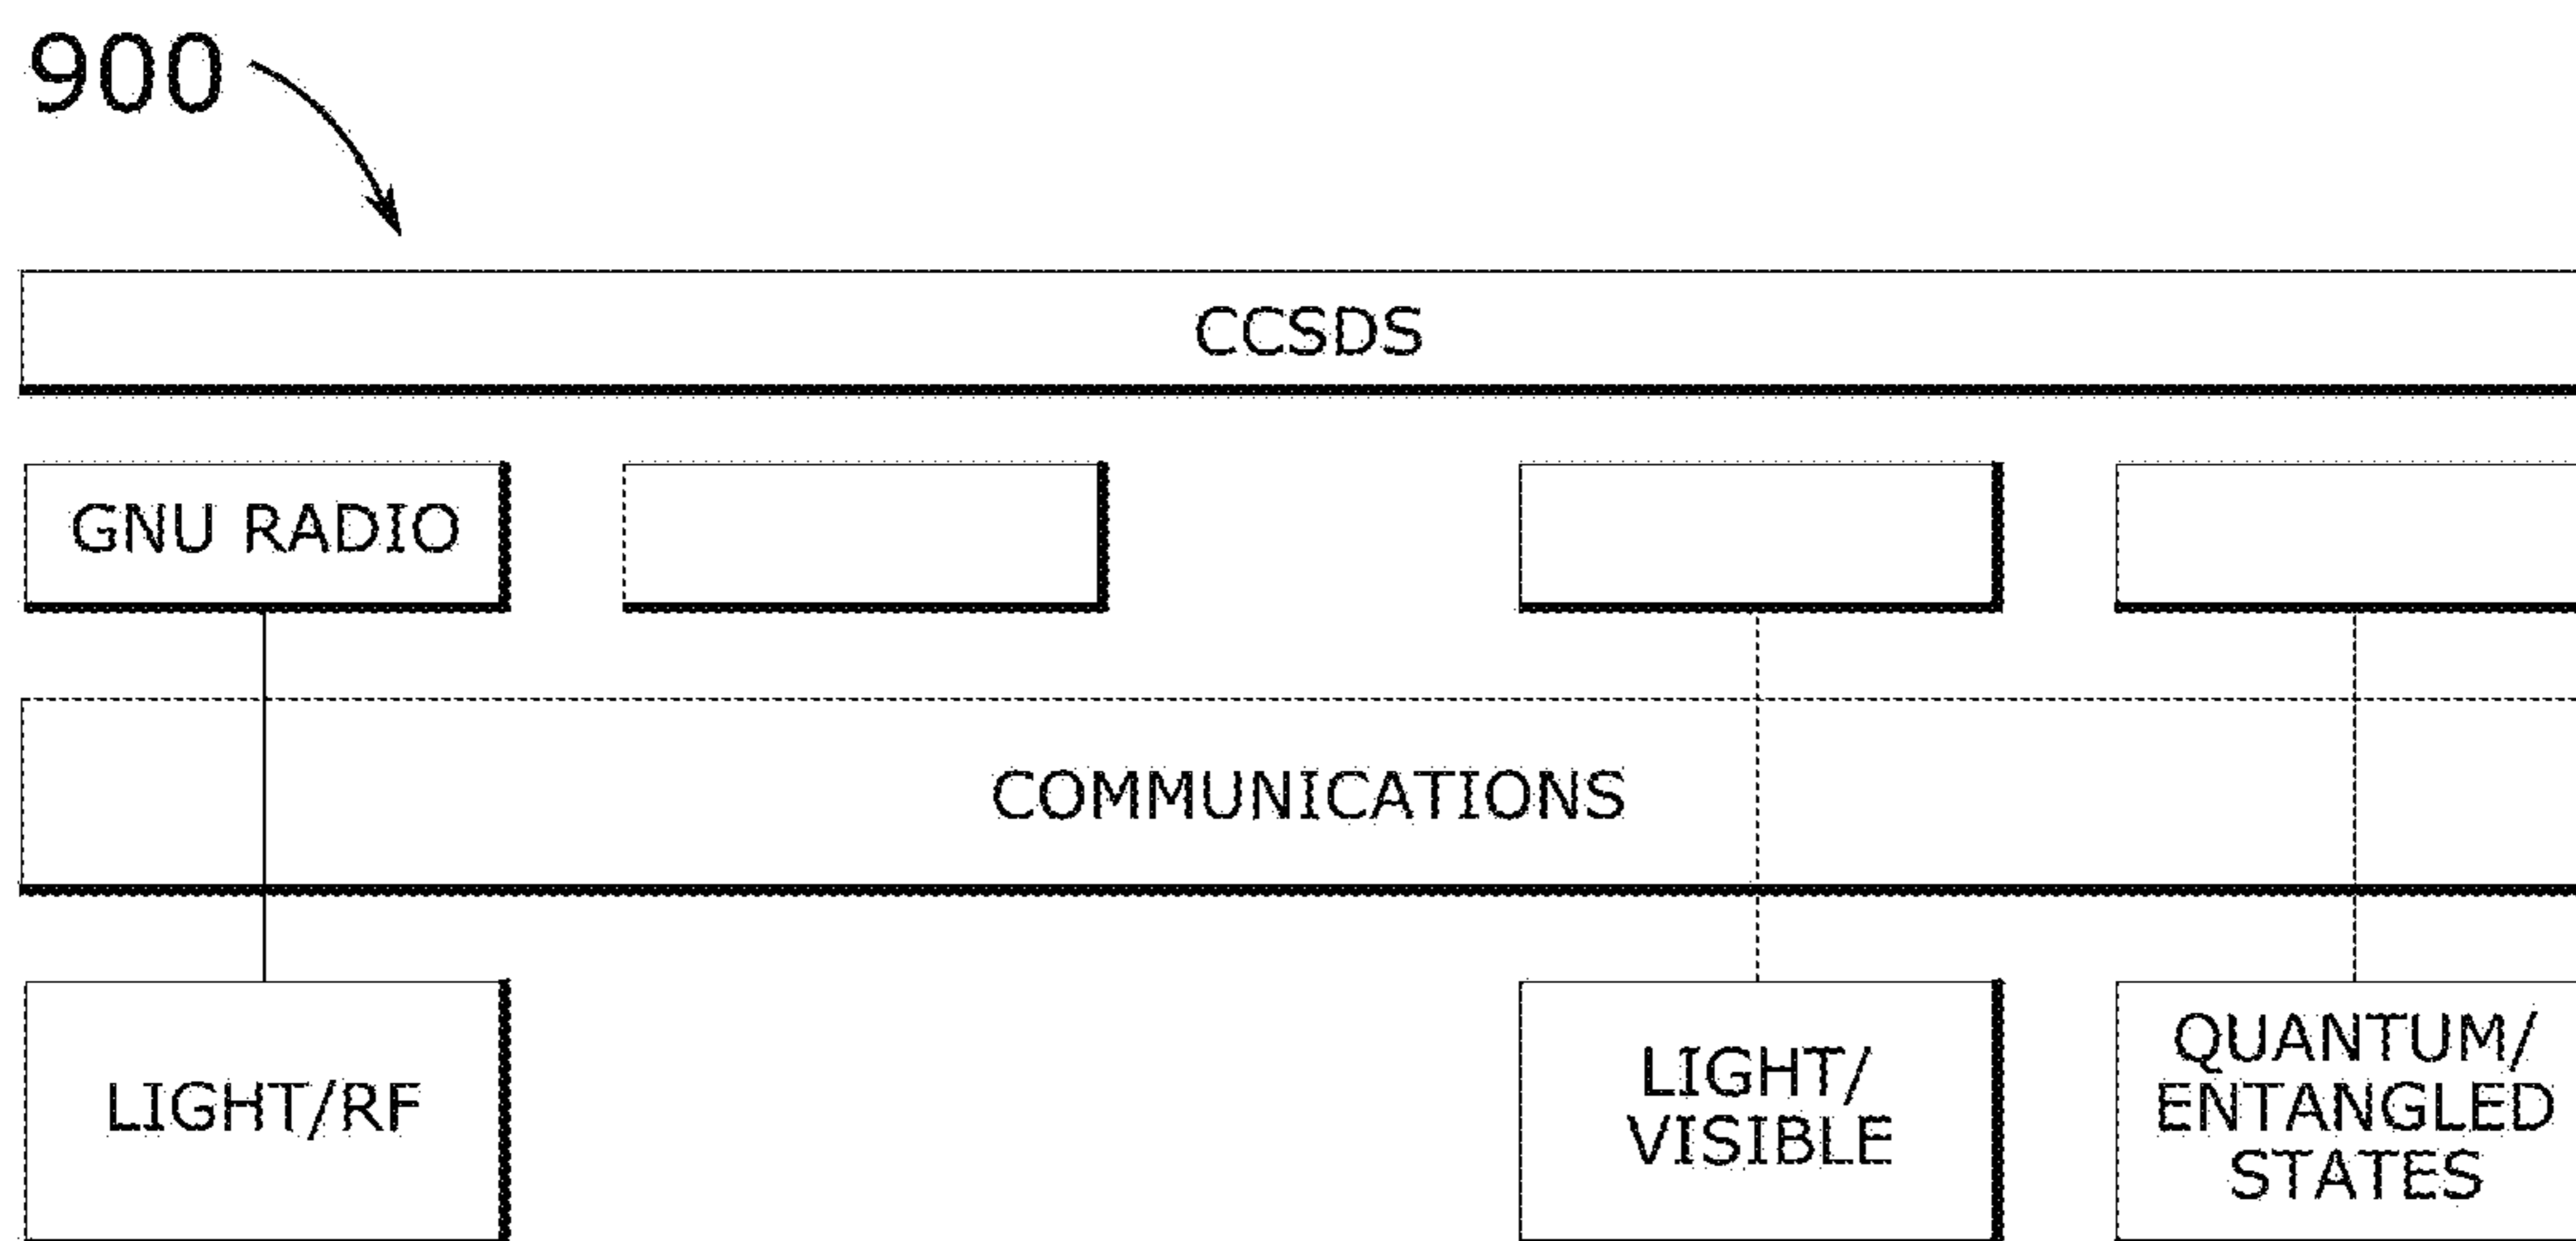 900
CCSDS
GNU RADIO
COMMUNICATIONS
LIGHT/RF
LIGHT/
VISIBLE
QUANTUM/
ENTANGLED
STATES